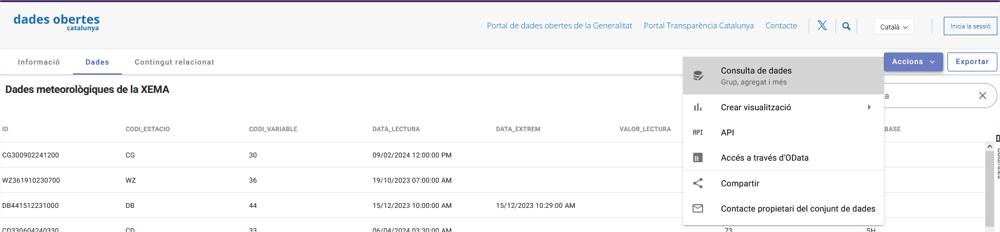 dades obertes
catalunya
Portal de dades obertes de la Generalitat
Portal Transparència Catalunya
Contacte
Català
Inicia la sessió
Informació
Dades
Contingut relacionat
Accions
Exportar
Consulta de dades
Grup, agregat i més
Crear visualització
API API
Accés a través d'OData
Compartir
Contacte propietari del conjunt de dades
Dades meteorològiques de la XEMA
a
ID CODI_ESTACIO CODI_VARIABLE DATA_LECTURA DATA_EXTREM VALOR_LECTURA _BASE
CG300902241200 CG 30 09/02/2024 12:00:00 PM
WZ361910230700 WZ 36 19/10/2023 07:00:00 AM
DB441512231000 DB 44 15/12/2023 10:00:00 AM 15/12/2023 10:29:00 AM
CD330604240330 CD 33 06/04/2024 03:30:00 AM 73 SH